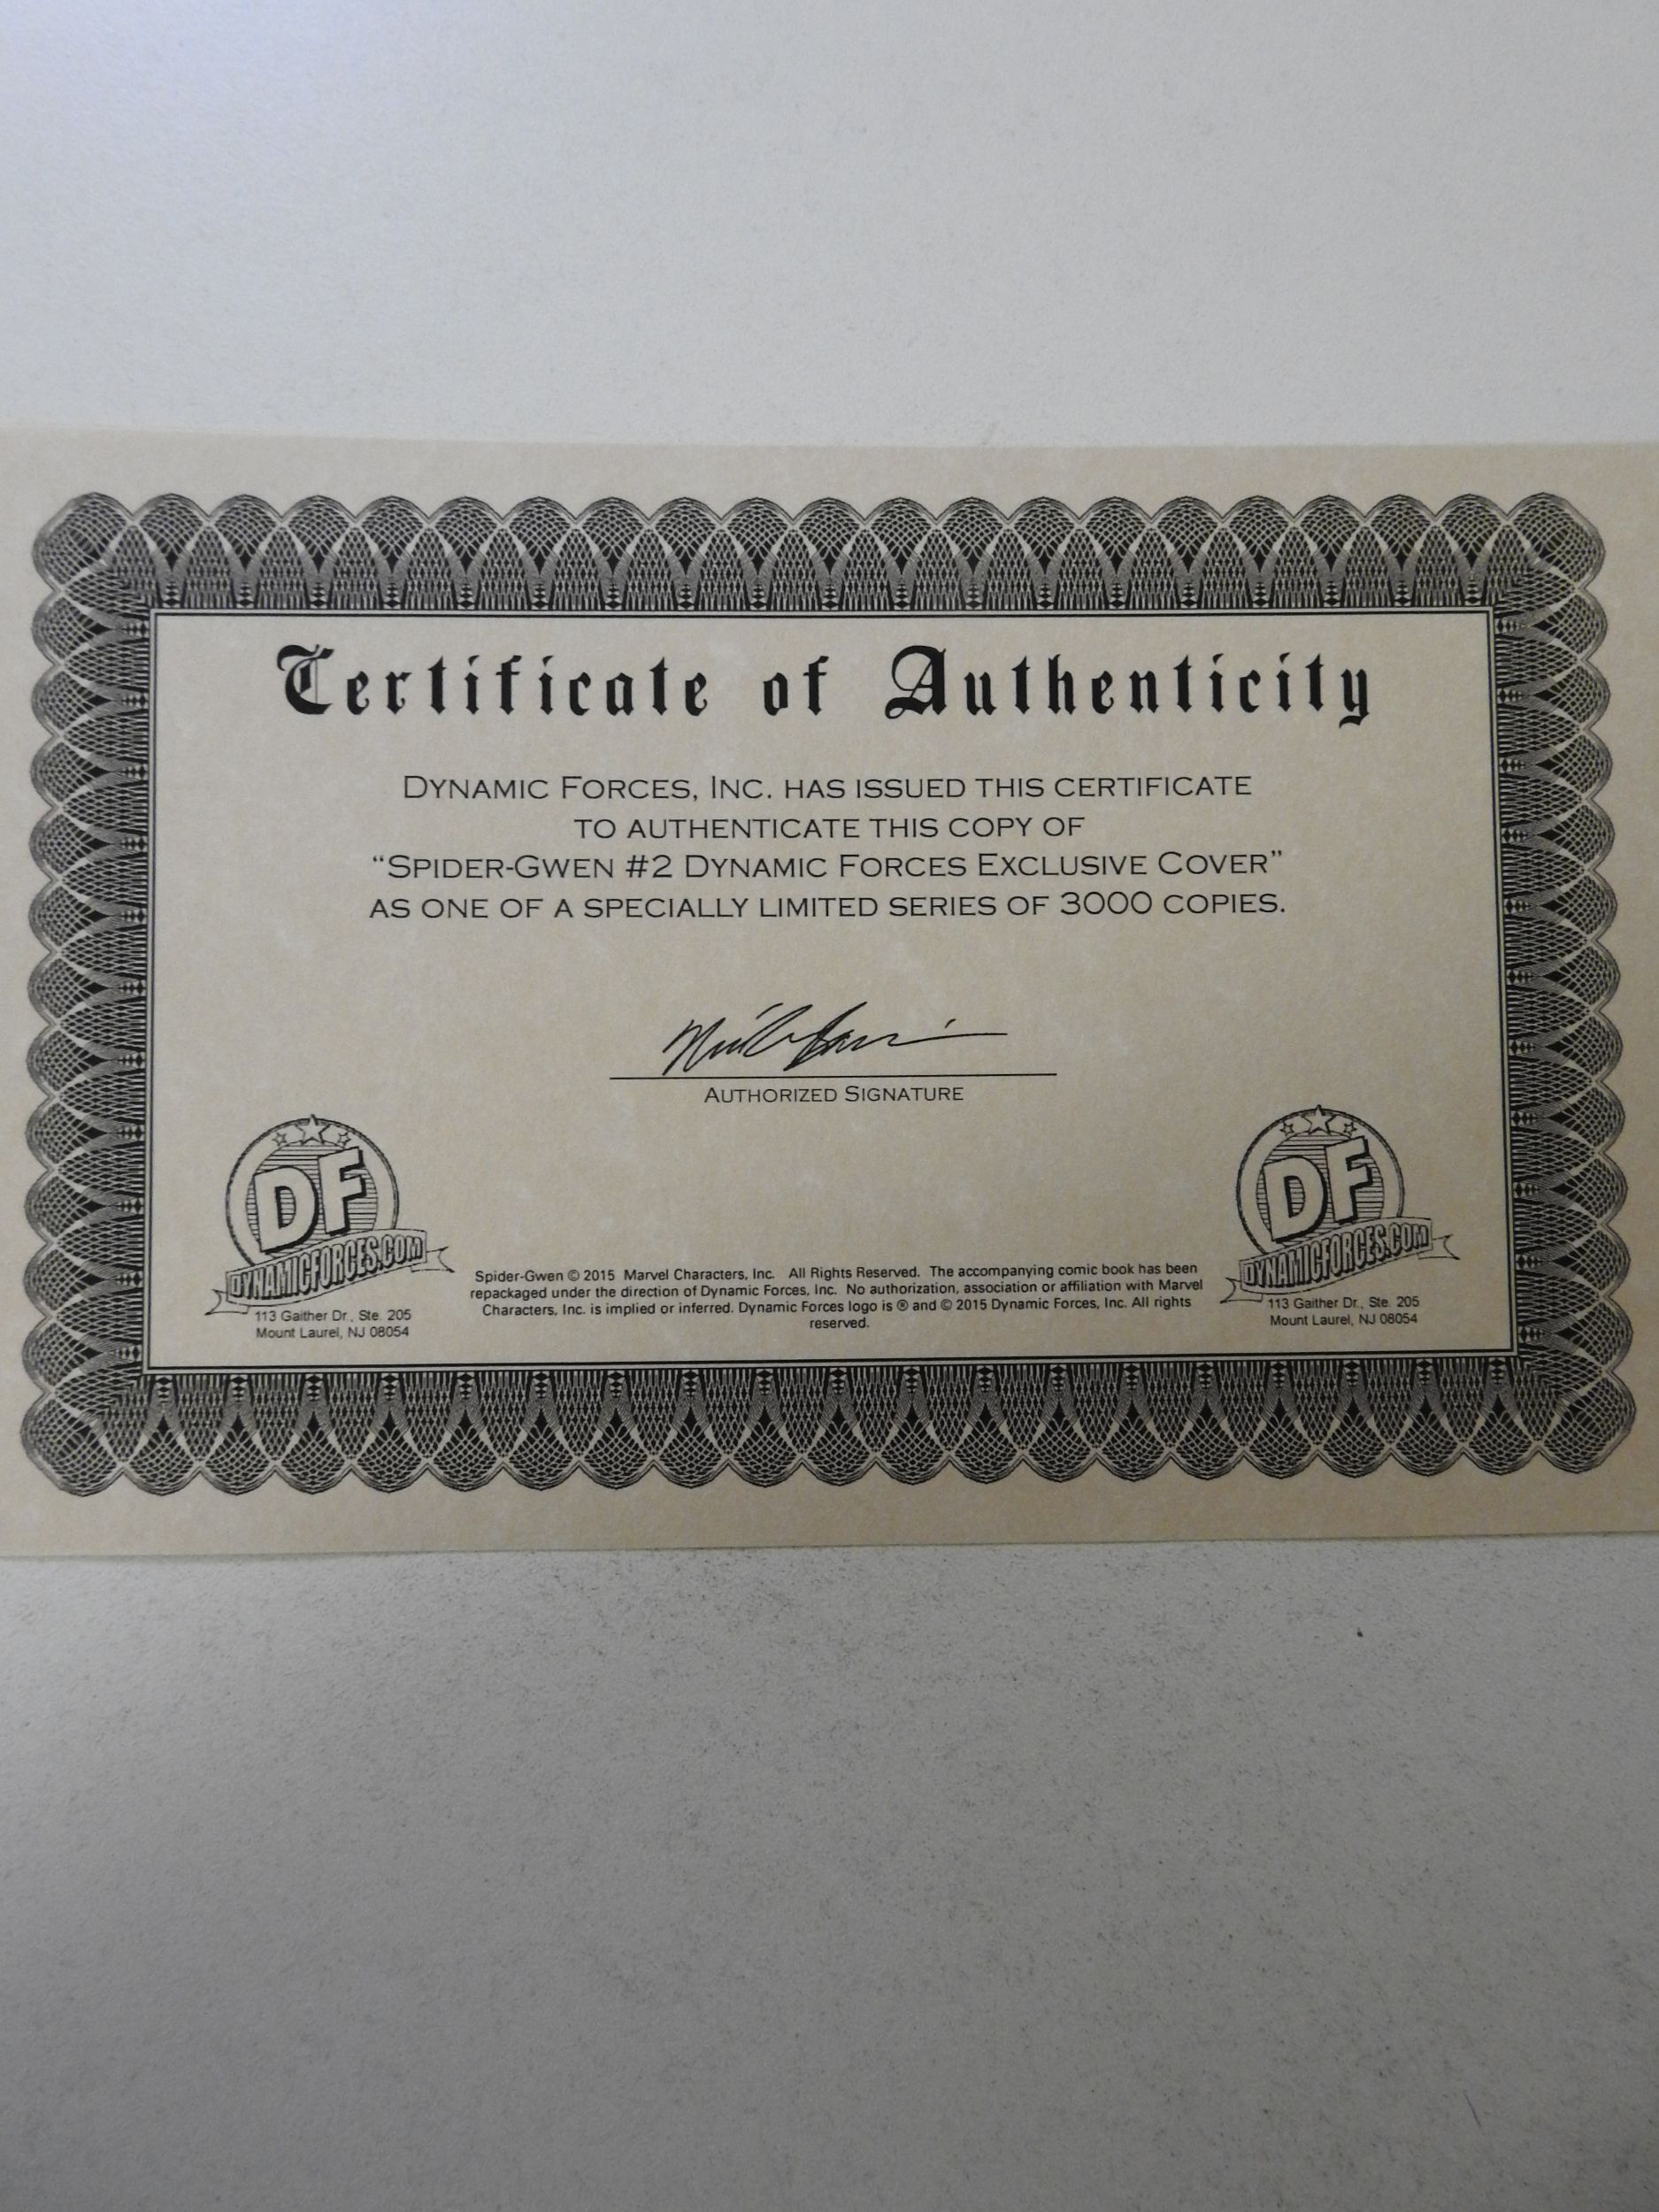 Certificate of Authenticity
DYNAMIC FORCES, INC. HAS ISSUED THIS CERTIFICATE
TO AUTHENTICATE THIS COPY OF
“SPIDER-GWEN #2 DYNAMIC FORCES EXCLUSIVE COVER”
AS ONE OF A SPECIALLY LIMITED SERIES OF 3000 COPIES.
AUTHORIZED SIGNATURE
DF
DYNAMICFORCES.COM
113 Gaither Dr., Ste. 205
Mount Laurel, NJ 08054
Spider-Gwen © 2015 Marvel Characters, Inc. All Rights Reserved. The accompanying comic book has been
repackaged under the direction of Dynamic Forces, Inc. No authorization, association or affiliation with Marvel
Characters, Inc. is implied or inferred. Dynamic Forces logo is ® and © 2015 Dynamic Forces, Inc. All rights
reserved.
DF
DYNAMICFORCES.COM
113 Gaither Dr., Ste. 205
Mount Laurel, NJ 08054